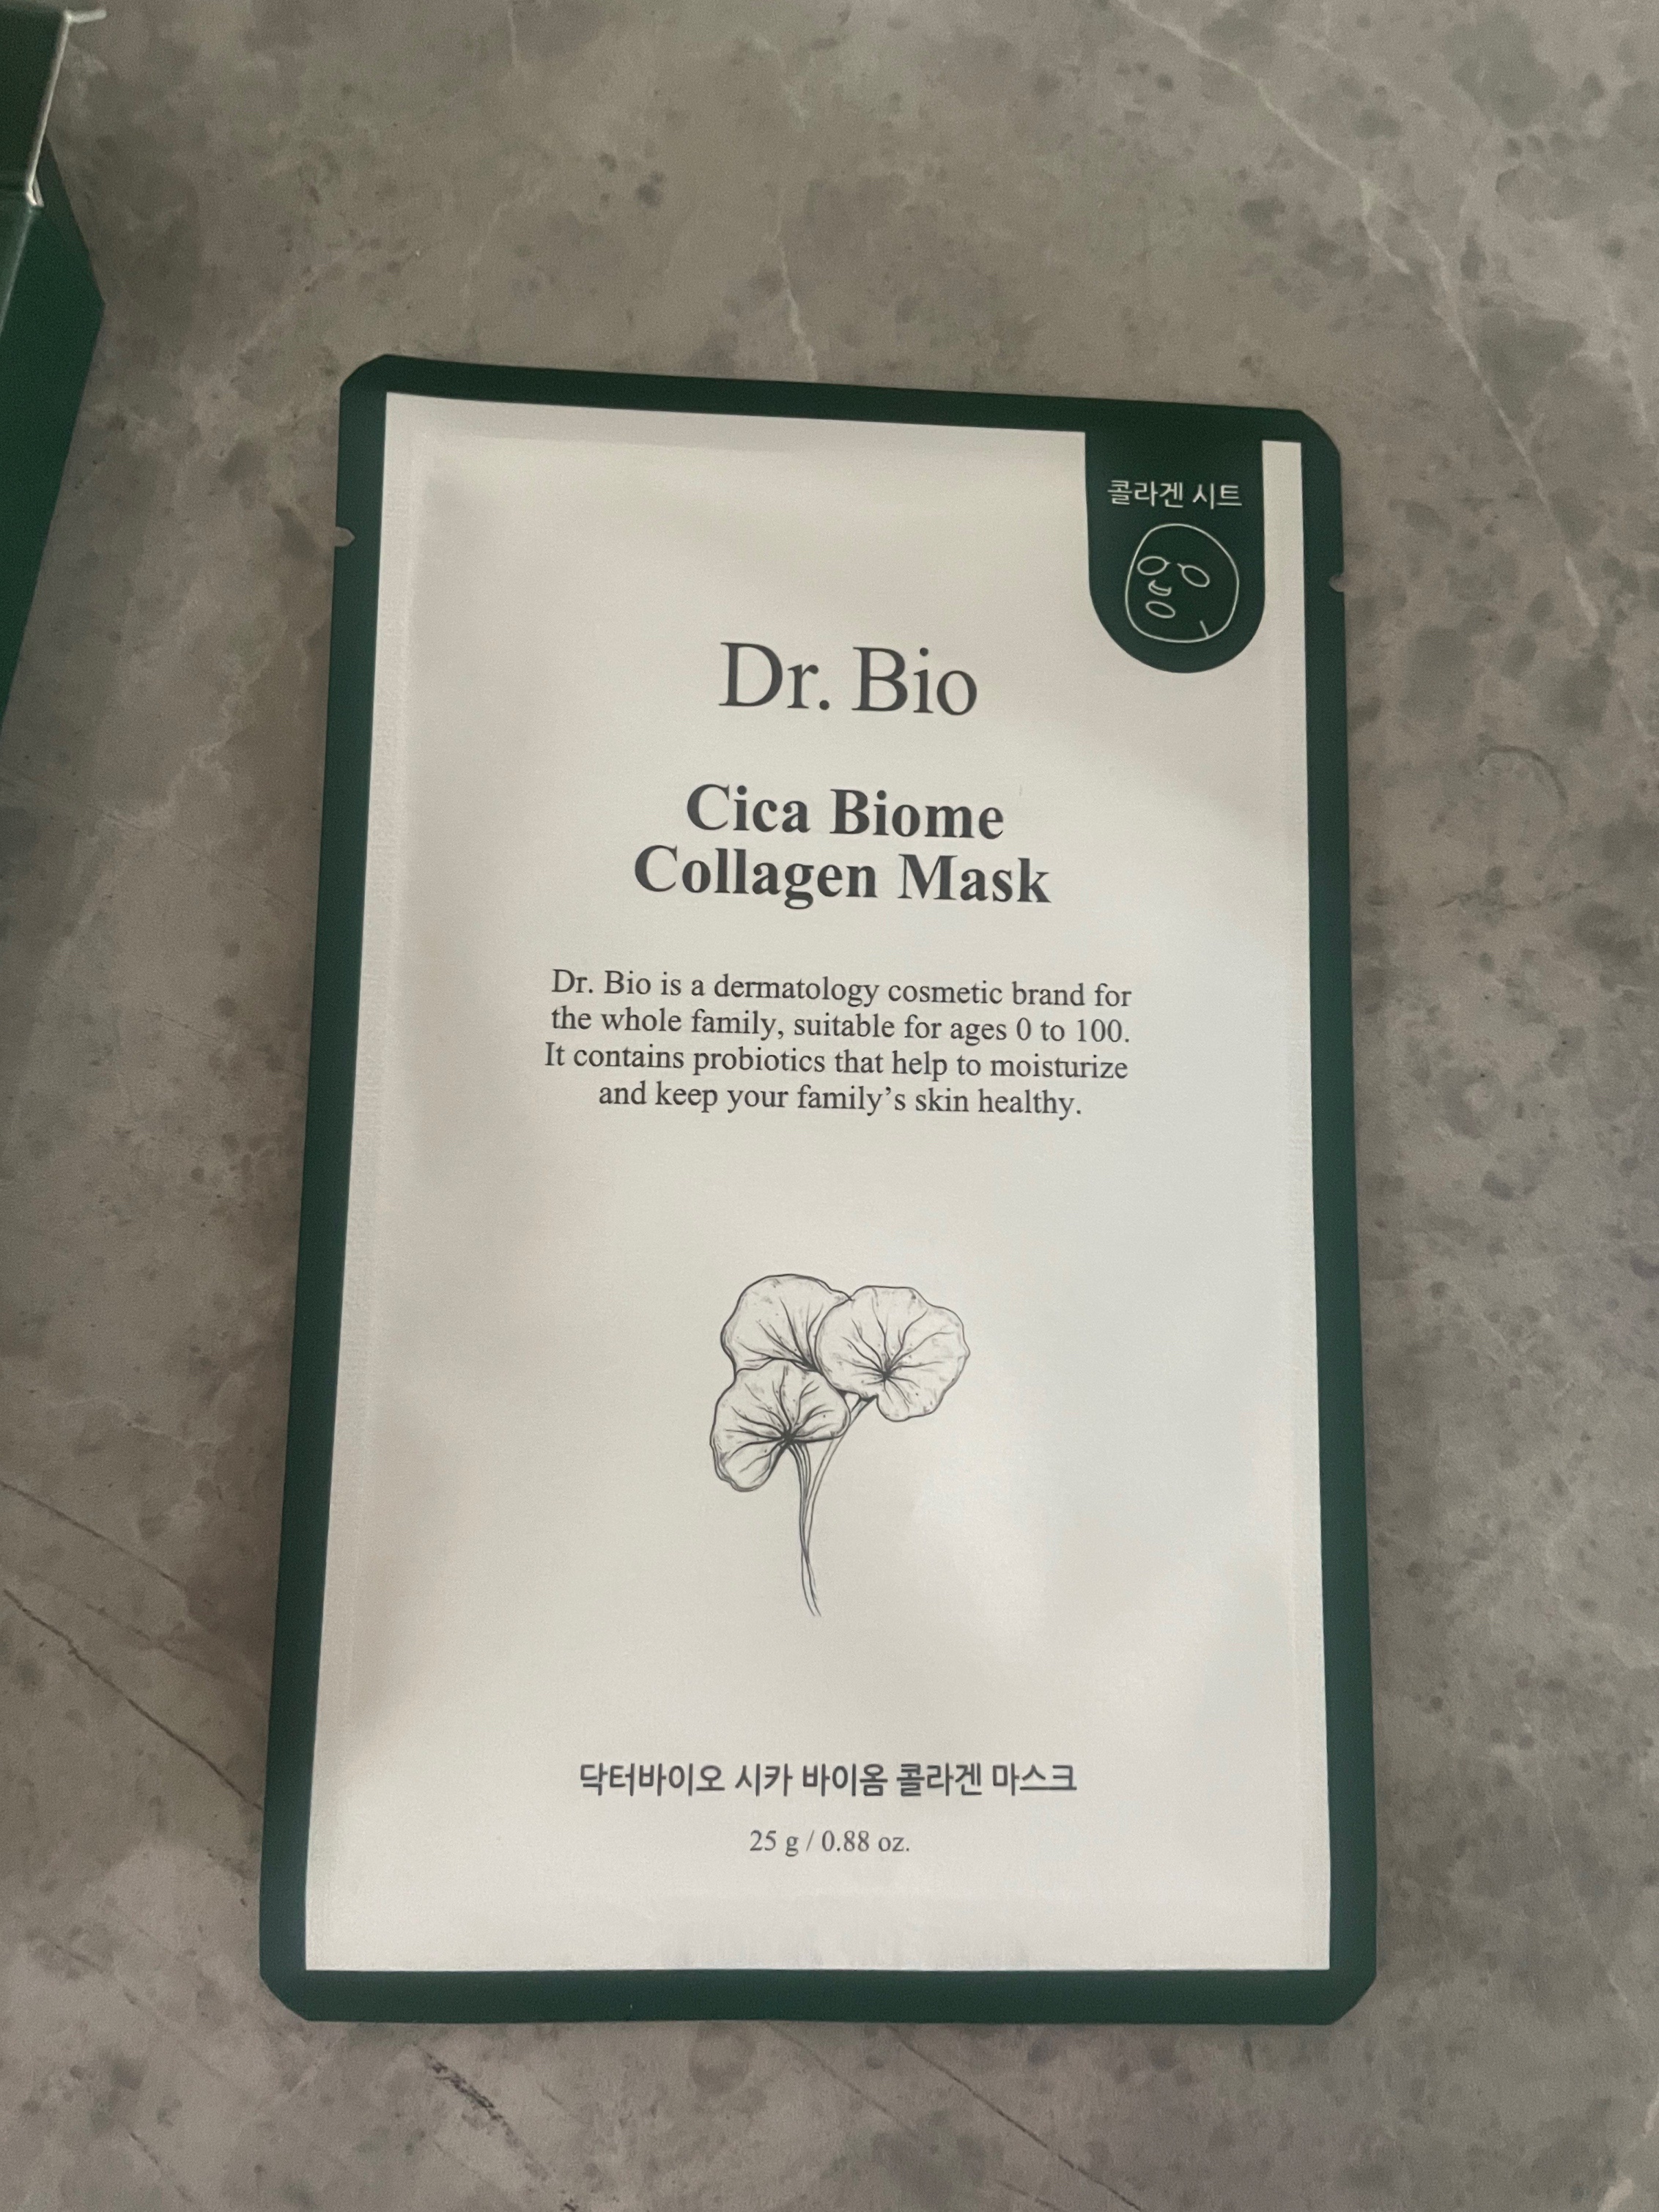 콜라겐 시트
Dr. Bio
Cica Biome
Collagen Mask
Dr. Bio is a dermatology cosmetic brand for
the whole family, suitable for ages 0 to 100.
It contains probiotics that help to moisturize
and keep your family’s skin healthy.
닥터바이오 시카 바이옴 콜라겐 마스크
25 g / 0.88 oz.